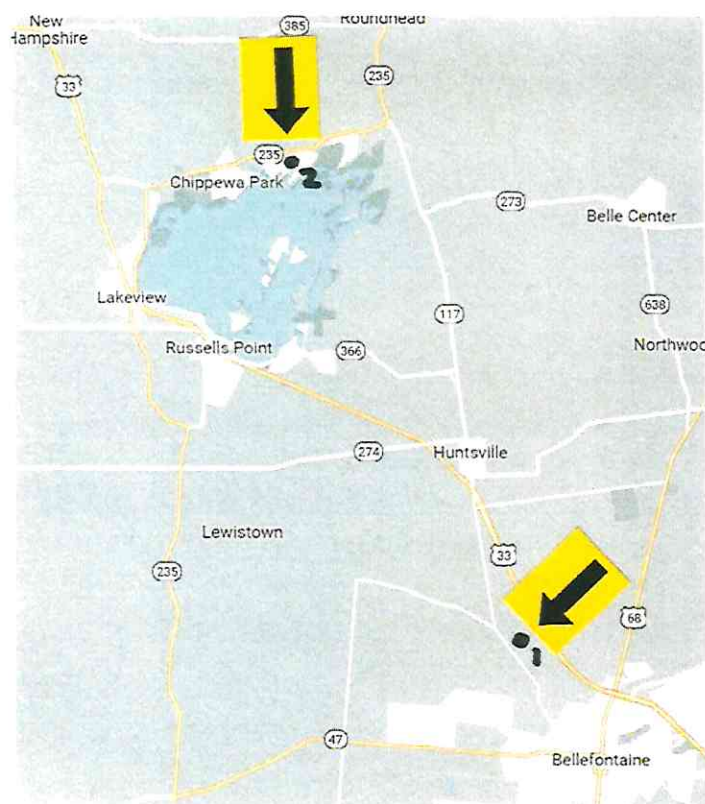 New
Hampshire
385
Roundhead
33
235
235
Chippewa Park
2
273
Belle Center
Lakeview
117
638
Russells Point
366
Northwoo
274
Huntsville
Lewistown
33
235
68
1
47
Bellefontaine